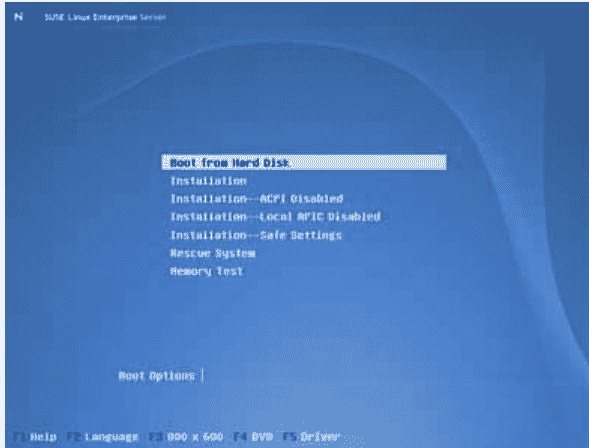 N SUSE Linux Enterprise Server
Boot from Hard Disk
Installation
Installation--ACPI Disabled
Installation--Local APIC Disabled
Installation--Safe Settings
Rescue System
Memory Test
Boot Options
F1 Help F2 Language F3 800 x 600 F4 DVD F5 Driver